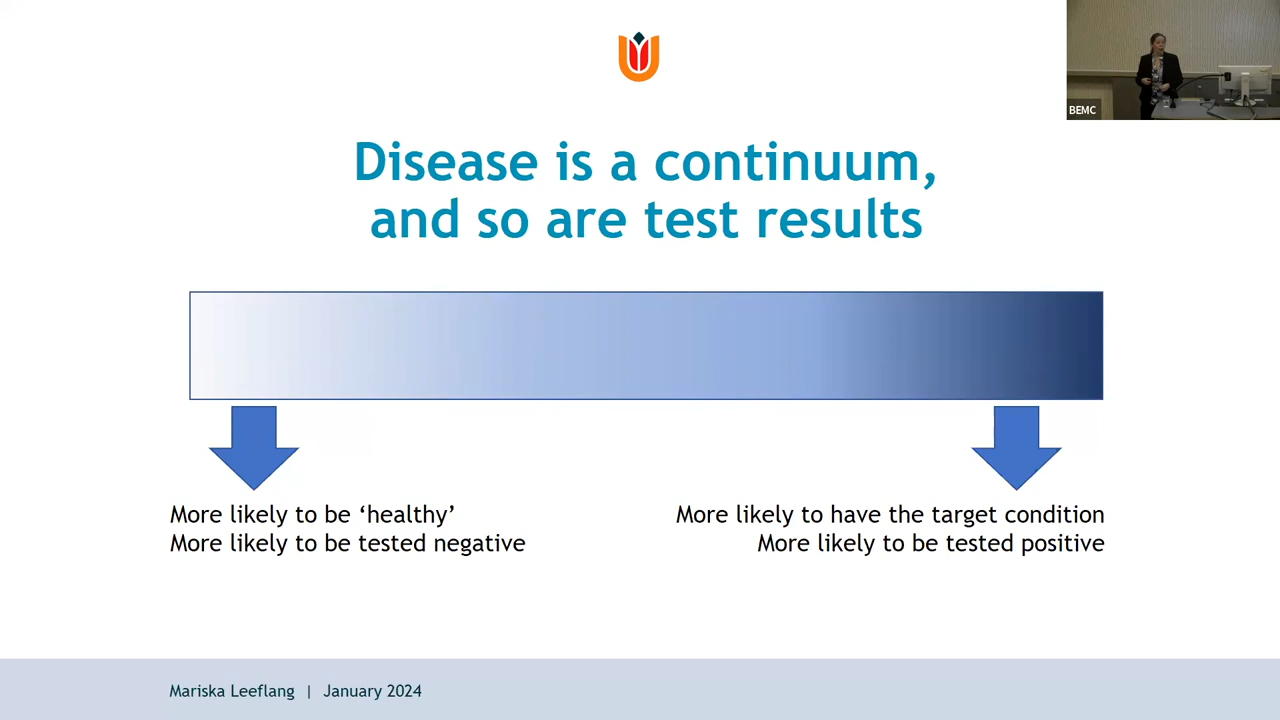 BEMC
Disease is a continuum,
and so are test results
More likely to be ‘healthy’
More likely to be tested negative
More likely to have the target condition
More likely to be tested positive
Mariska Leeflang | January 2024